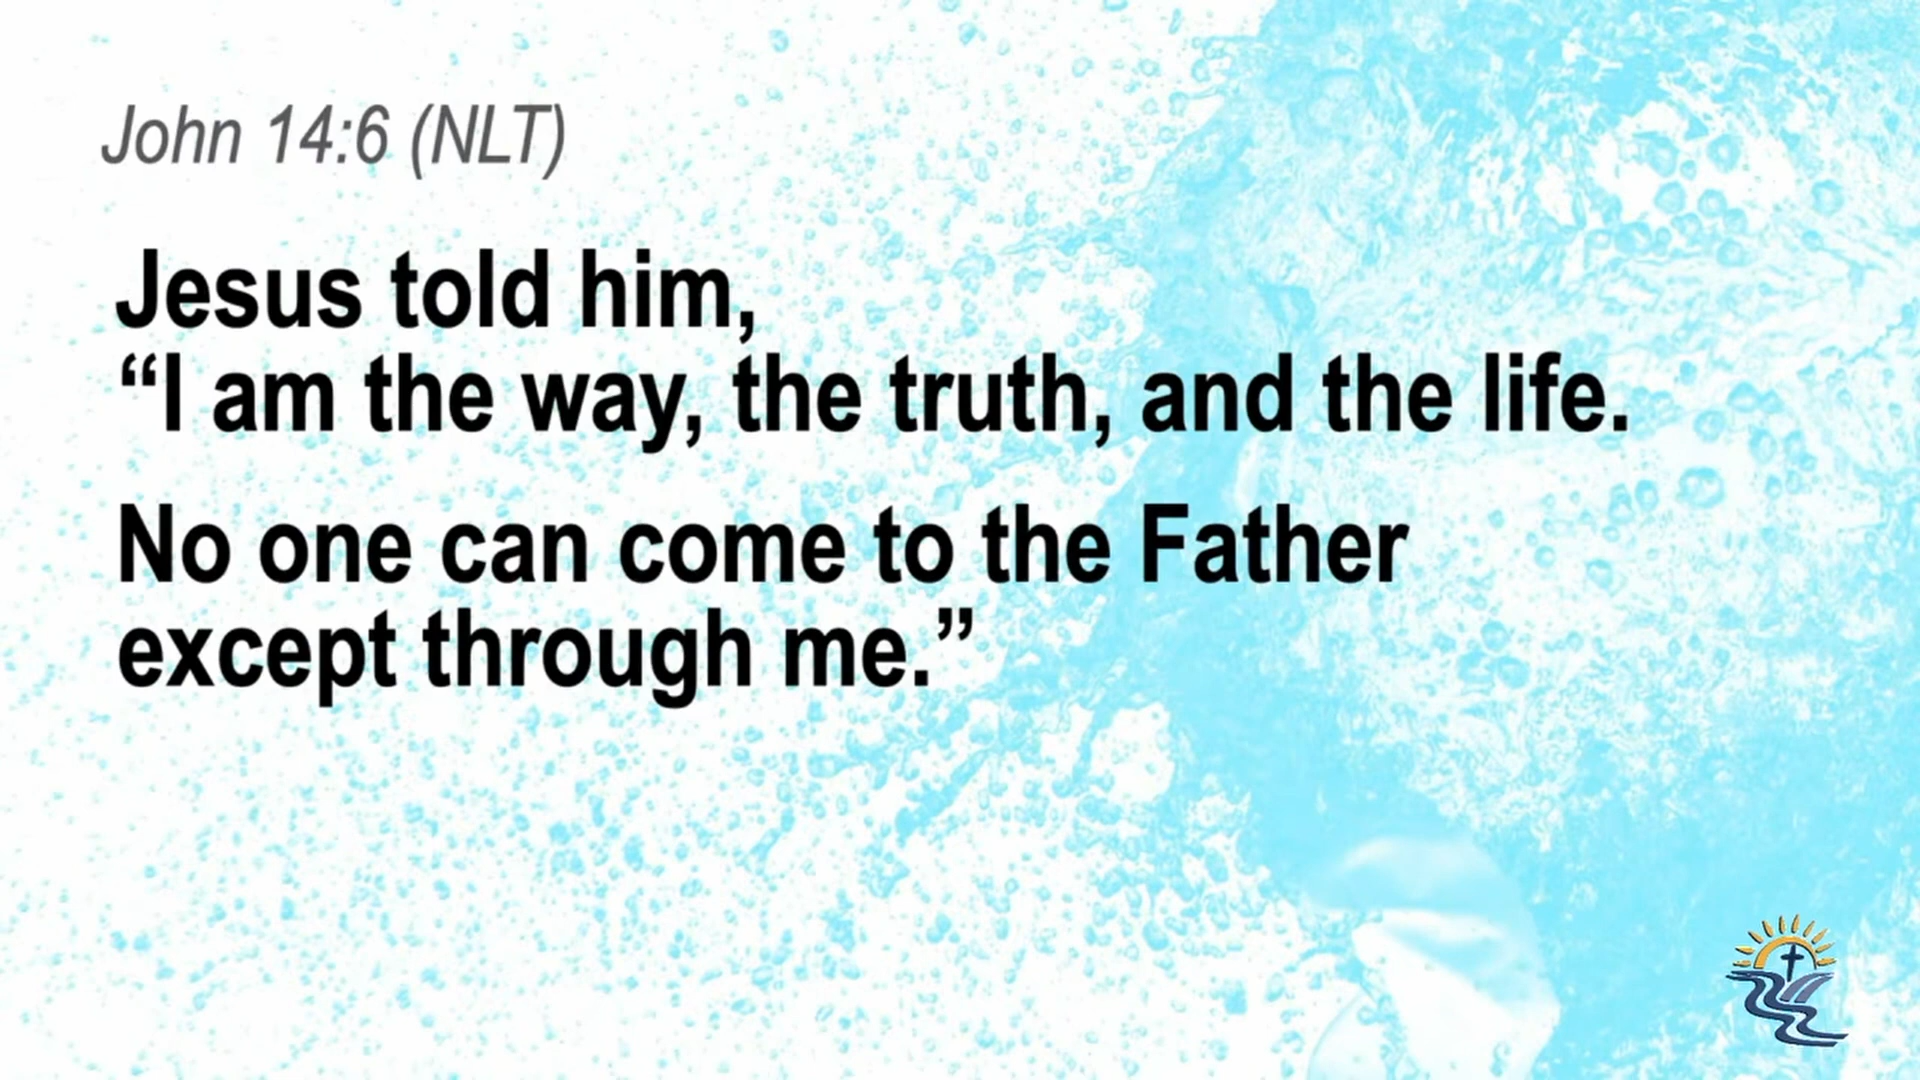 John 14:6 (NLT)
Jesus told him,
“I am the way, the truth, and the life.
No one can come to the Father
except through me.”